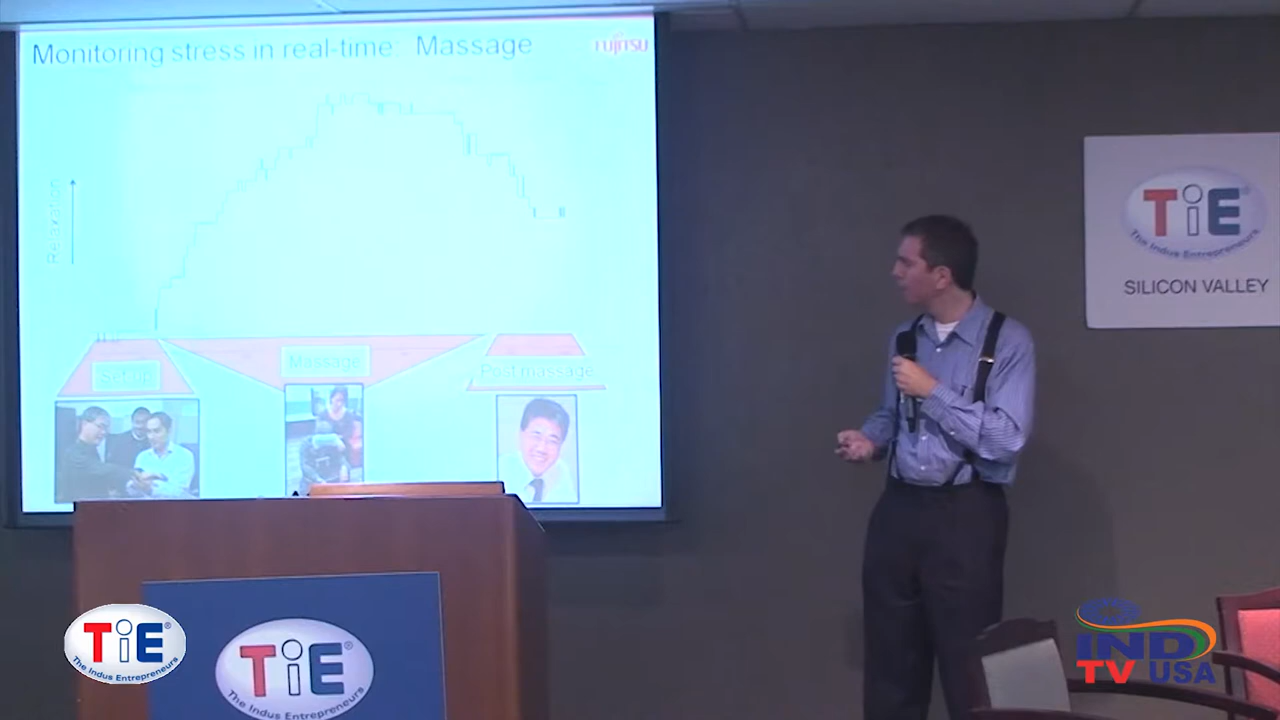 Monitoring stress in real-time: Massage
FUJITSU
Relaxation
Set up
Massage
Post massage
TiE®
The Indus Entrepreneurs
SILICON VALLEY
TiE®
The Indus Entrepreneurs
TiE®
The Indus Entrepreneurs
IND
TV USA